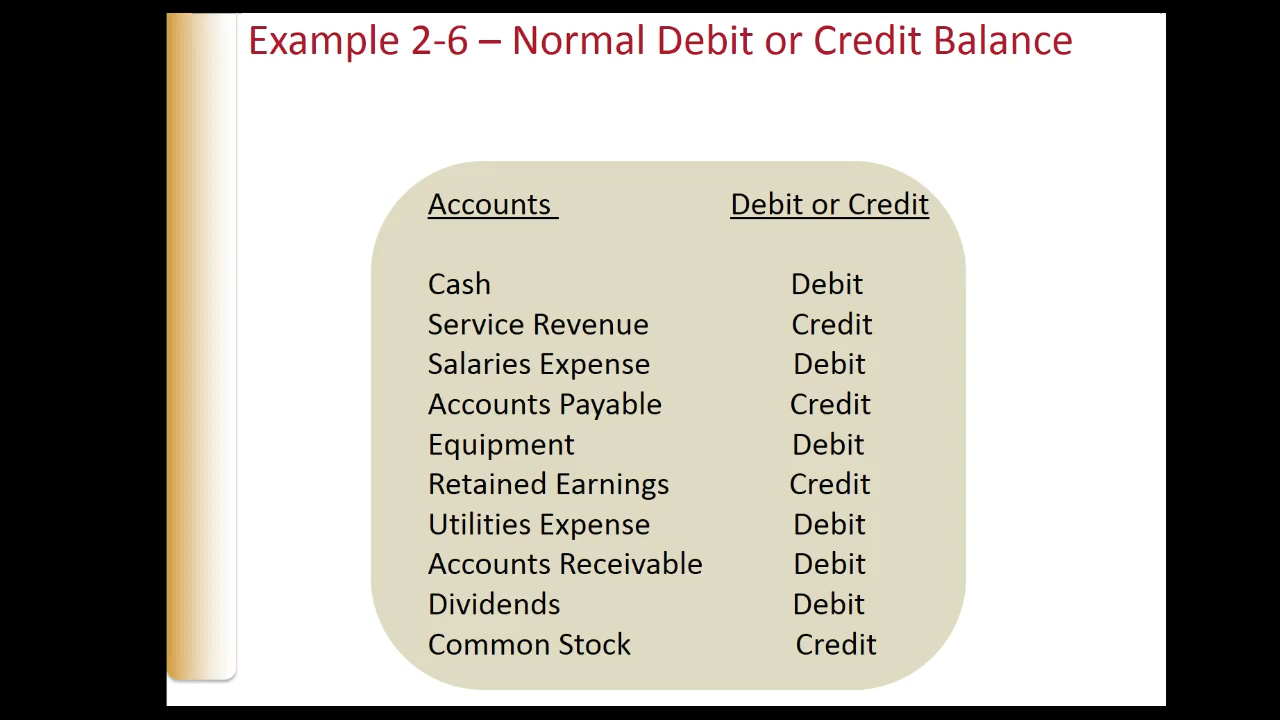 Example 2-6 – Normal Debit or Credit Balance
Accounts Debit or Credit
Cash Debit
Service Revenue Credit
Salaries Expense Debit
Accounts Payable Credit
Equipment Debit
Retained Earnings Credit
Utilities Expense Debit
Accounts Receivable Debit
Dividends Debit
Common Stock Credit